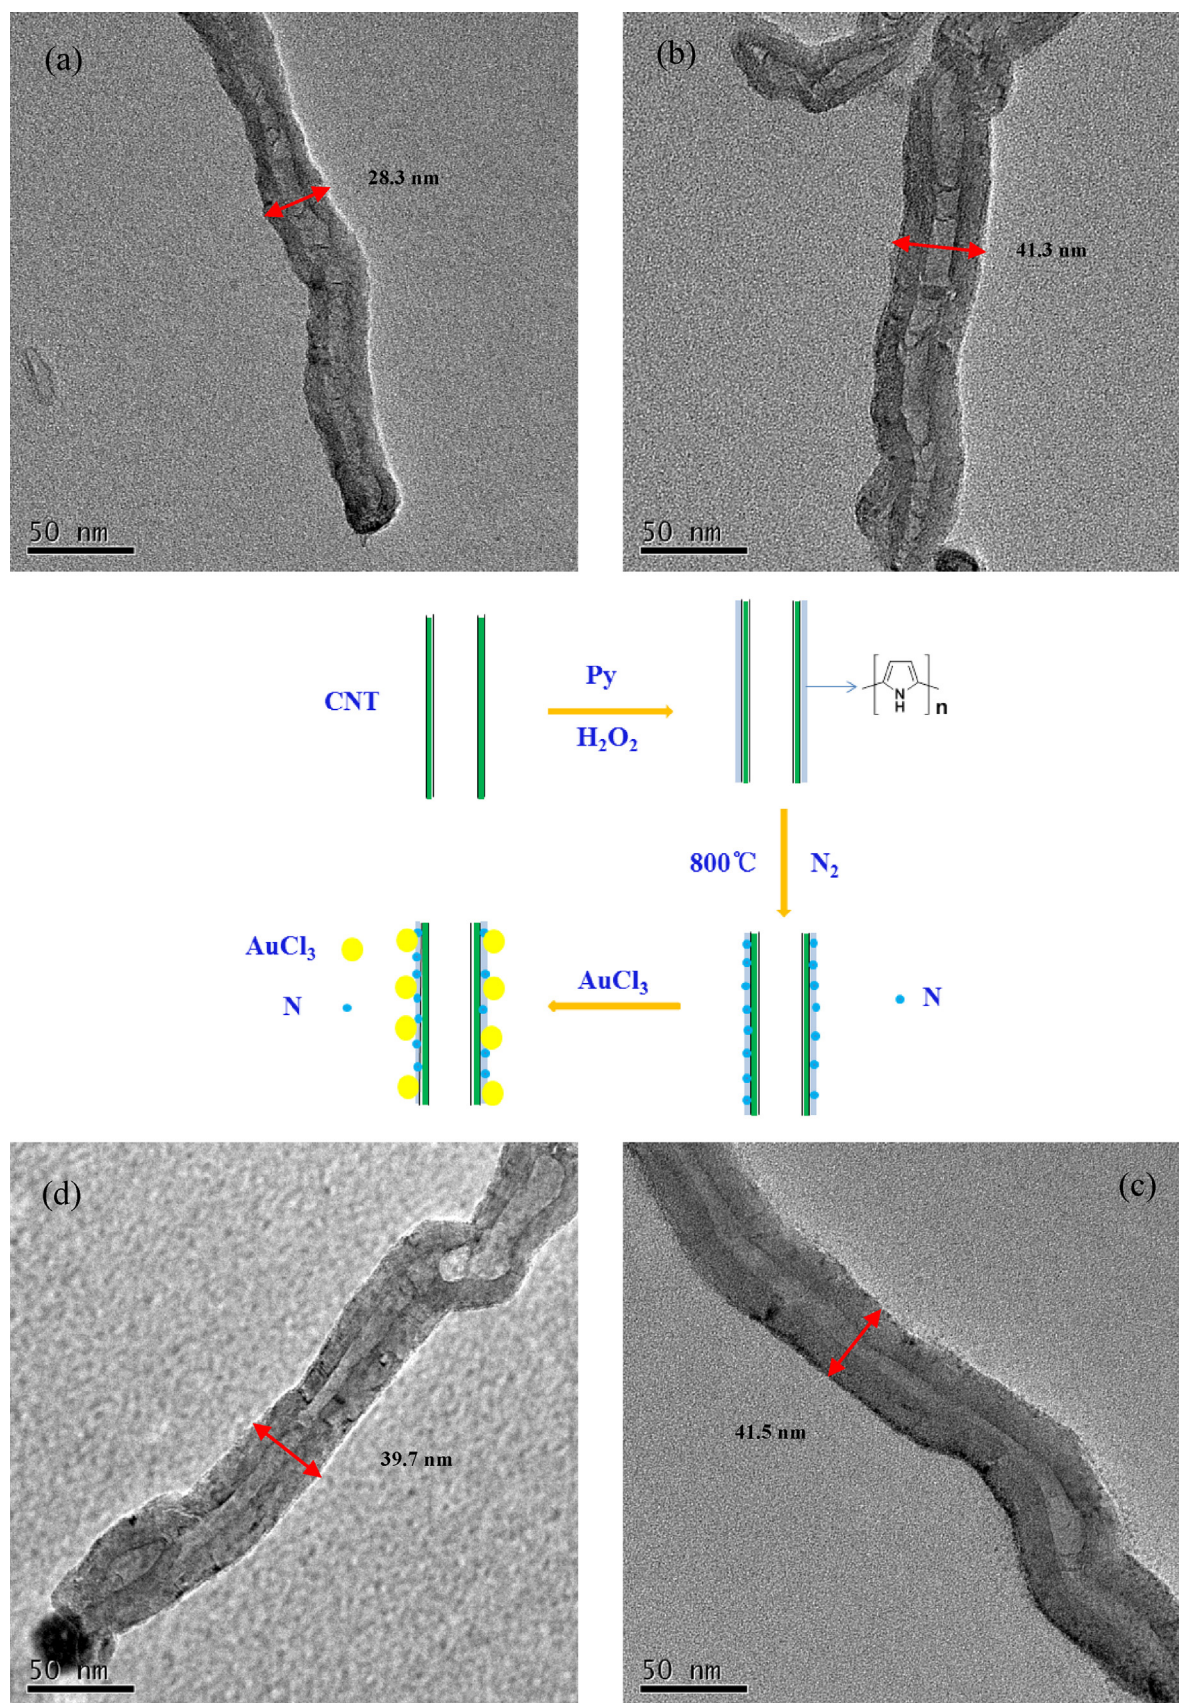 (a)
28.3 nm
50 nm
(b)
41.3 nm
50 nm
CNT
Py
H₂O₂
N
H
n
800℃
N₂
AuCl₃
N
AuCl₃
N
(d)
39.7 nm
50 nm
(c)
41.5 nm
50 nm